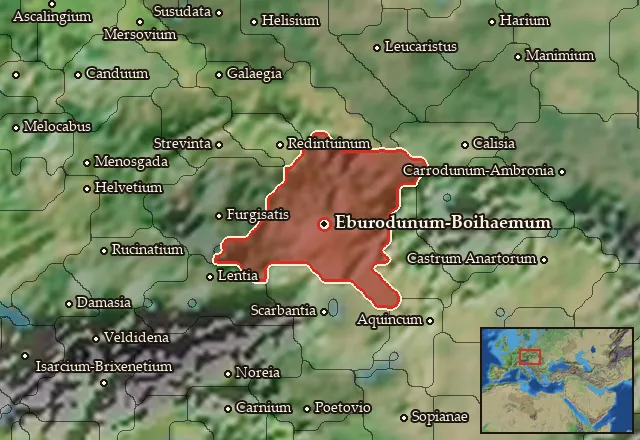 Ascalingium
Susudata
Mersovium
Helisium
Harium
Leucaristus
Manimium
Canduum
Galaegia
Melocabus
Strevinta
Redintuinum
Calisia
Menosgada
Carrodunum-Ambronia
Helvetium
Furgisatis
Eburodunum-Boihaemum
Rucinatium
Castrum Anartorum
Lentia
Damasia
Scarbantia
Aquincum
Veldidena
Isarcium-Brixenetium
Noreia
Carnium
Poetovio
Sopianae